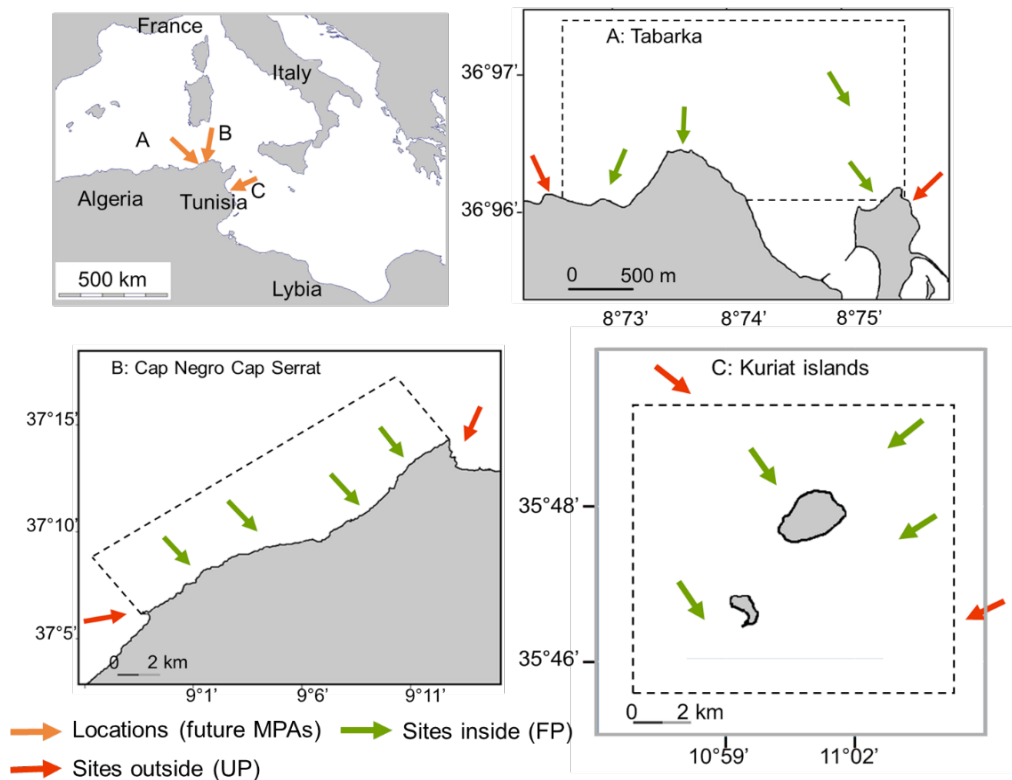 France
Italy
A
B
C
Algeria
Tunisia
500 km
Lybia
A: Tabarka
36°97'
36°96'
0 500 m
8°73' 8°74' 8°75'
B: Cap Negro Cap Serrat
37°15'
37°10'
37°5'
0 2 km
9°1' 9°6' 9°11'
C: Kuriat islands
35°48'
35°46'
0 2 km
10°59' 11°02'
Locations (future MPAs)
Sites inside (FP)
Sites outside (UP)